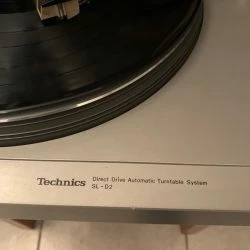 Technics Direct Drive Automatic Turntable System
SL-D2